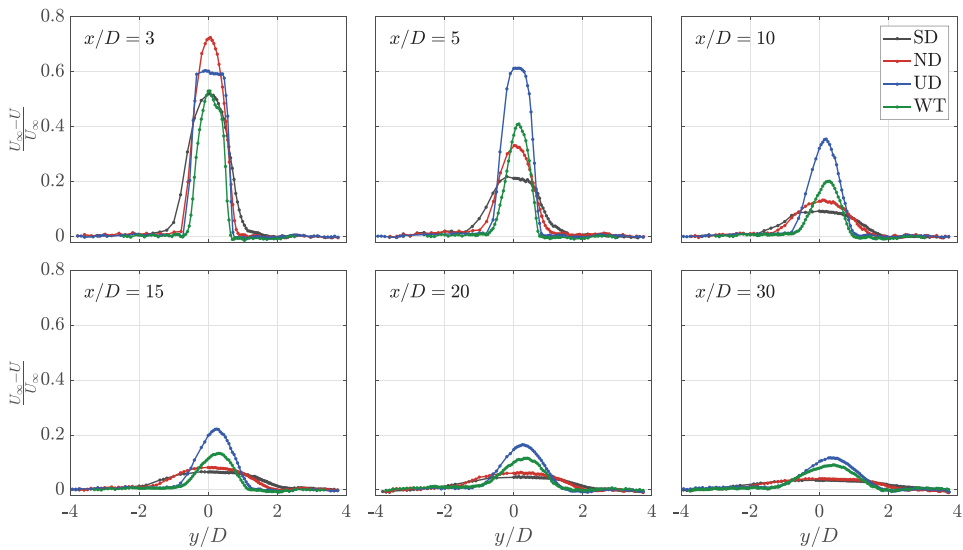 0.8
0.6
0.4
0.2
0
U∞−U
U∞
x/D = 3
x/D = 5
x/D = 10
SD
ND
UD
WT
0.8
0.6
0.4
0.2
0
U∞−U
U∞
x/D = 15
x/D = 20
x/D = 30
-4 -2 0 2 4
-4 -2 0 2 4
-4 -2 0 2 4
y/D
y/D
y/D